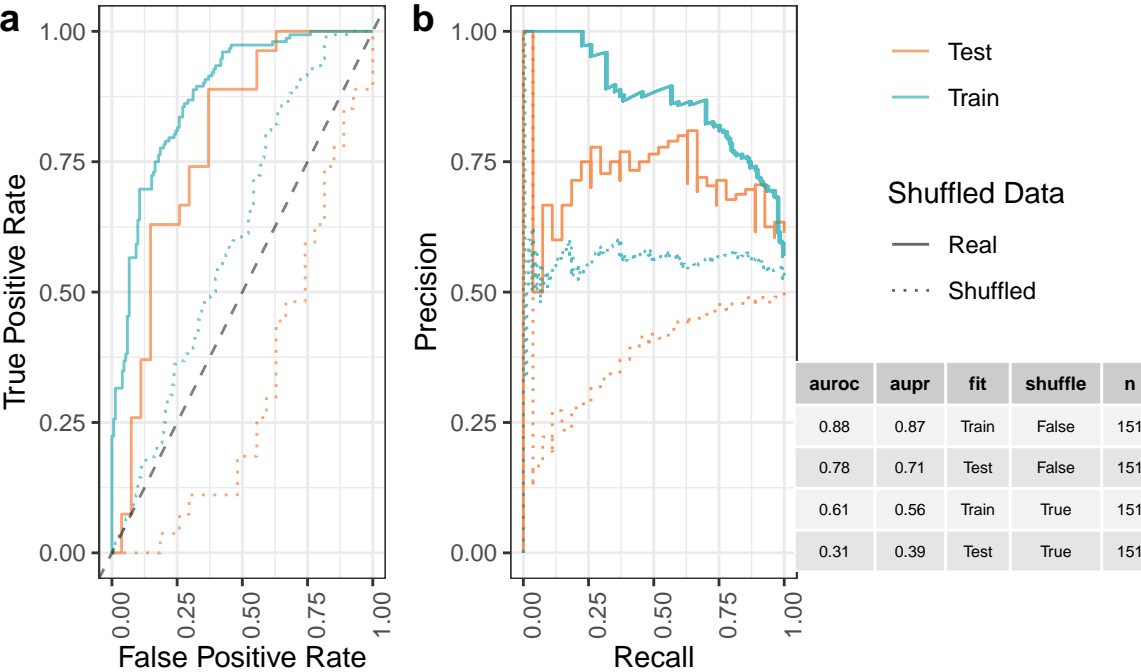 a
True Positive Rate
1.00
0.75
0.50
0.25
0.00
0.00 0.25 0.50 0.75 1.00
False Positive Rate
b
Precision
1.00
0.75
0.50
0.25
0.00
0.00 0.25 0.50 0.75 1.00
Recall
Test
Train
Shuffled Data
Real
Shuffled
auroc aupr fit shuffle n
0.88 0.87 Train False 151
0.78 0.71 Test False 151
0.61 0.56 Train True 151
0.31 0.39 Test True 151